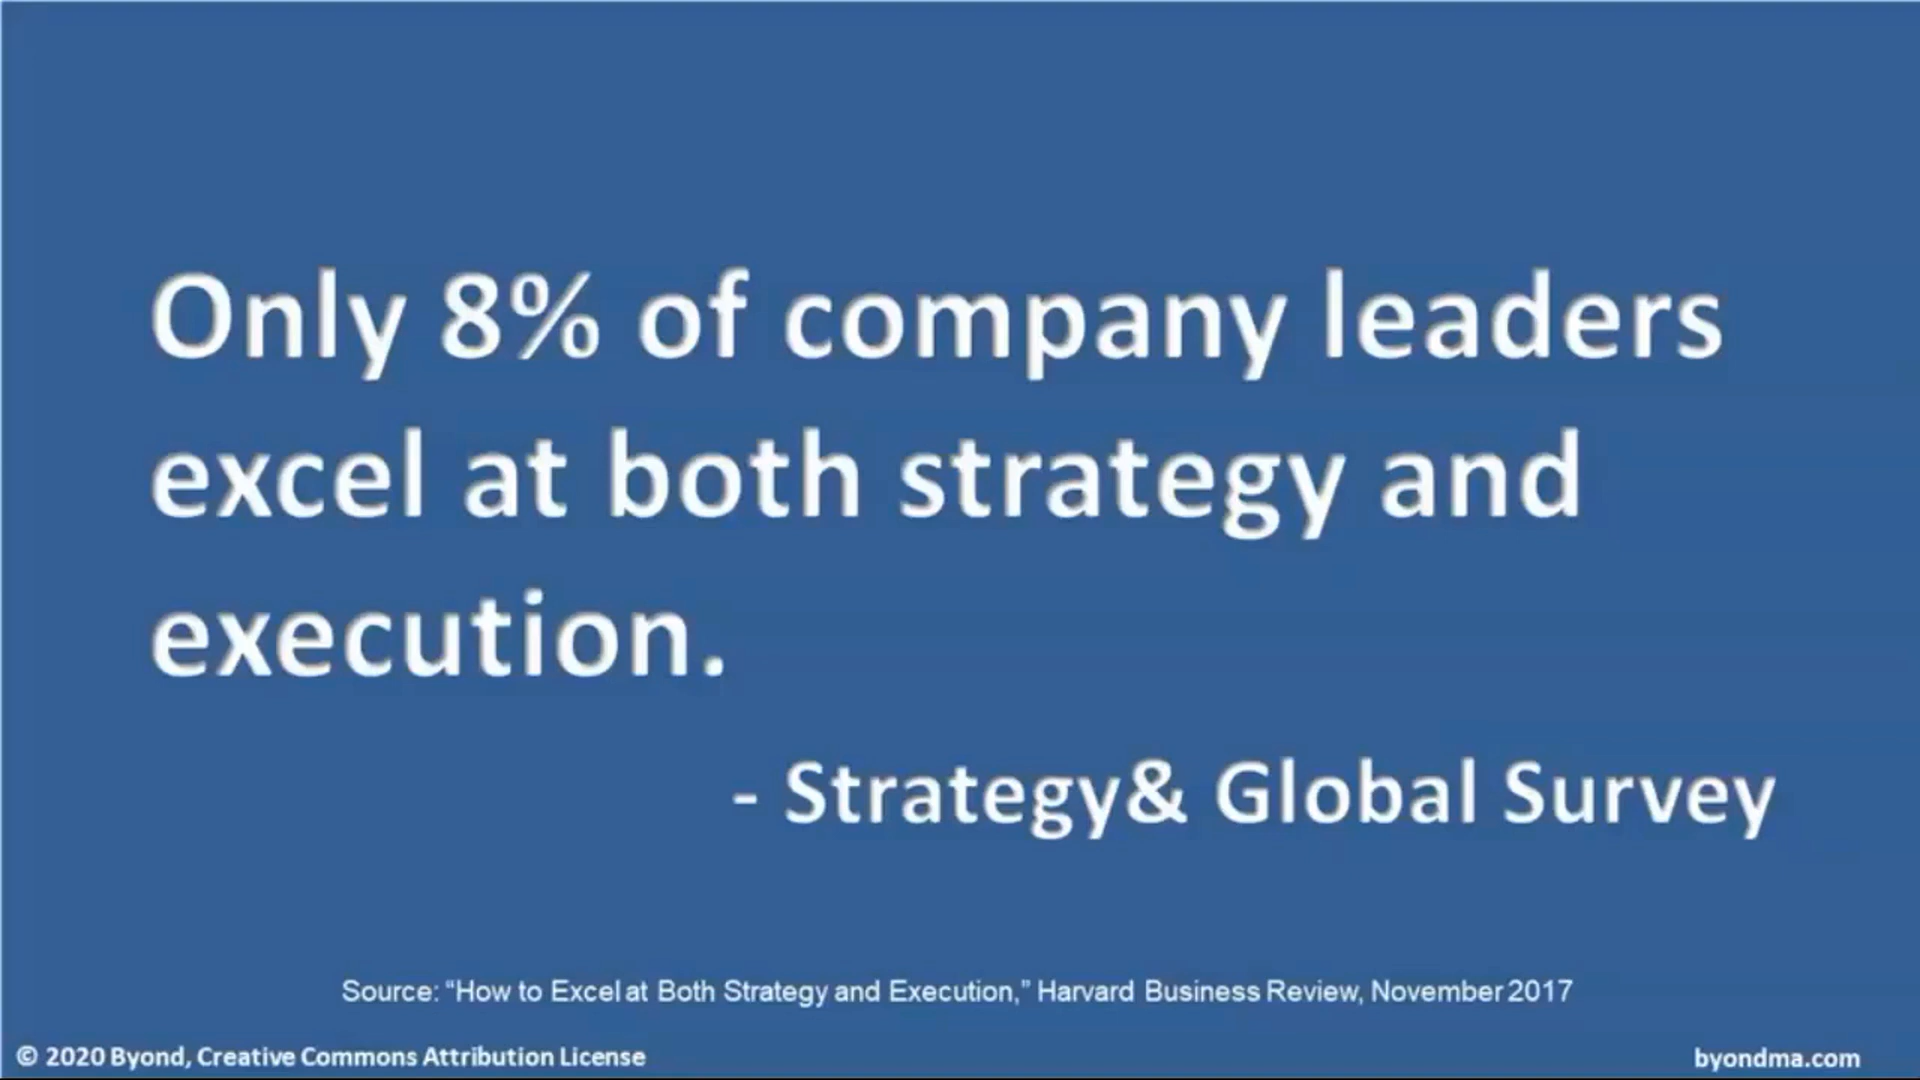 Only 8% of company leaders
excel at both strategy and
execution.
- Strategy& Global Survey
Source: “How to Excel at Both Strategy and Execution,” Harvard Business Review, November 2017
© 2020 Byond, Creative Commons Attribution License
byondma.com